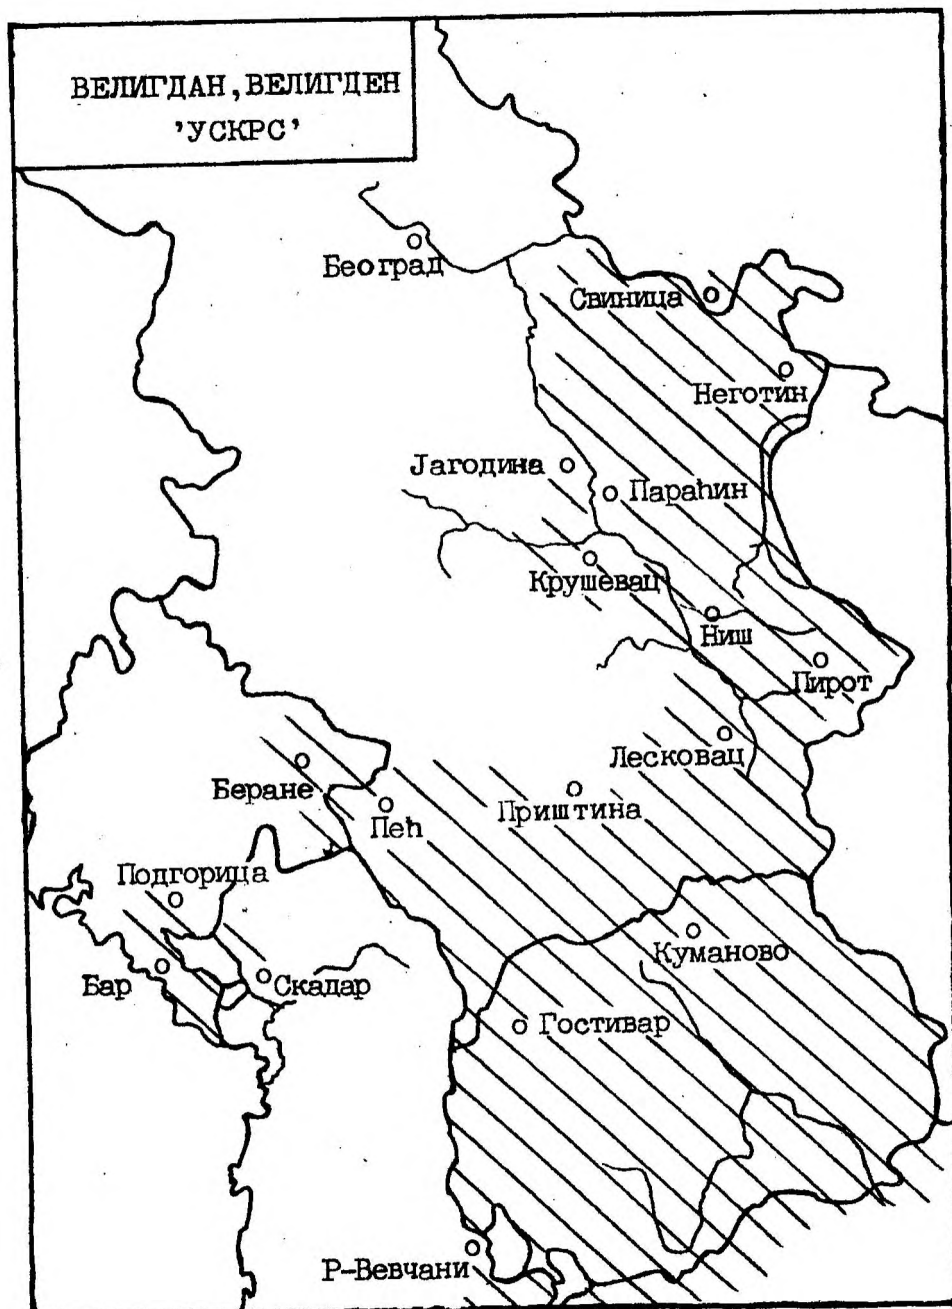 ВЕЛИГДАН, ВЕЛИГДЕН
'УСКРС'
Београд
Свиница
Неготин
Јагодина
Параћин
Крушевац
Ниш
Пирот
Лесковац
Беране
Пећ
Приштина
Подгорица
Куманово
Бар
Скадар
Гостивар
Р-Вевчани